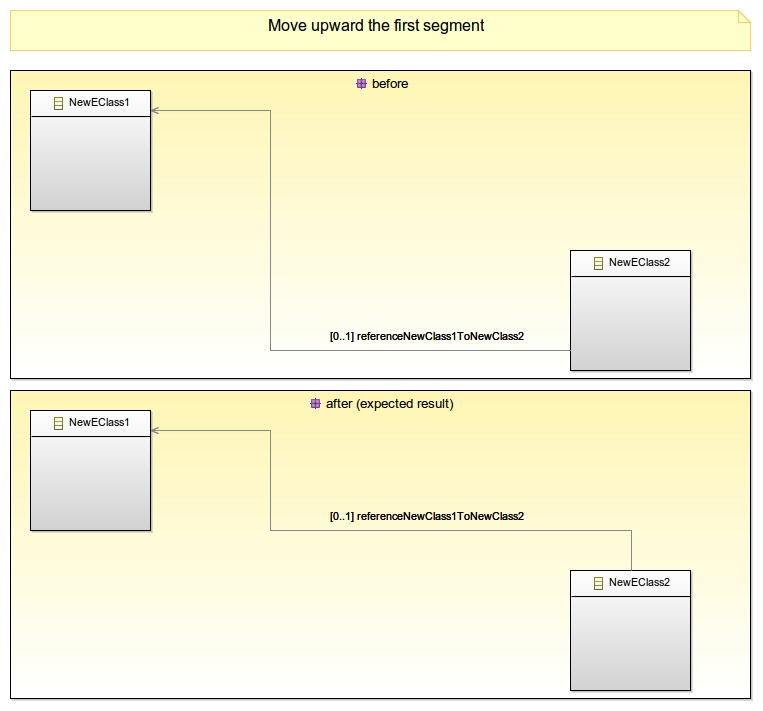 Move upward the first segment
before
NewEClass1
NewEClass2
[0..1] referenceNewClass1ToNewClass2
after (expected result)
NewEClass1
[0..1] referenceNewClass1ToNewClass2
NewEClass2